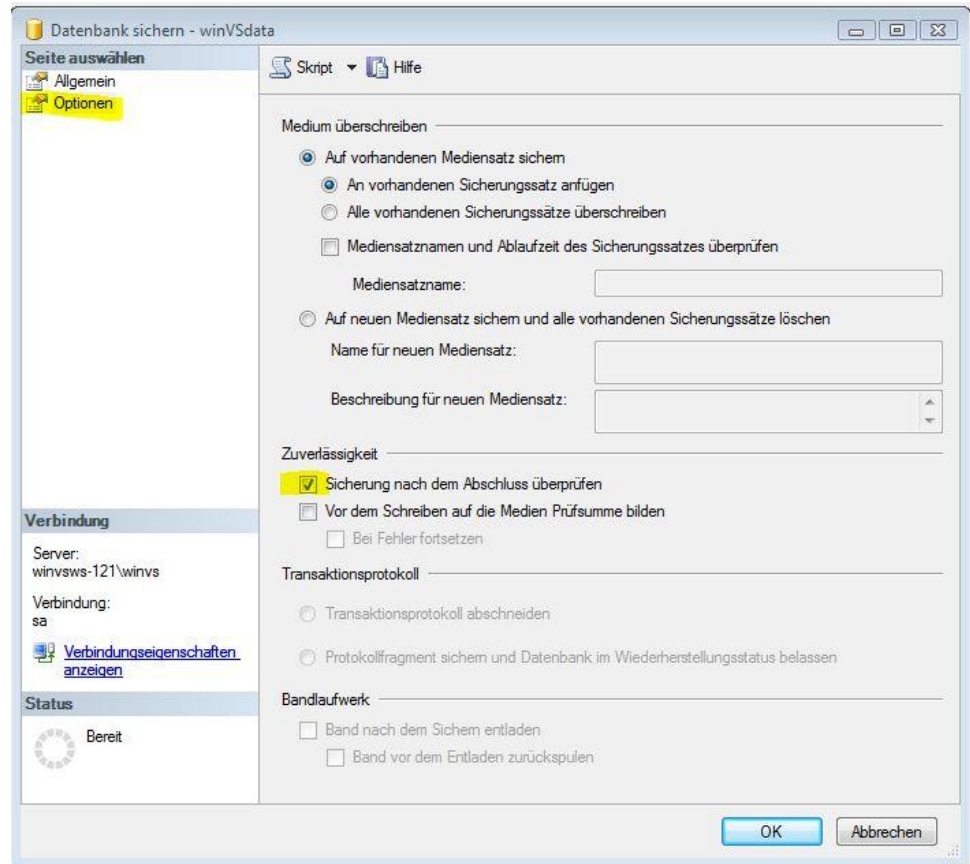 Datenbank sichern - winVSdata
Seite auswählen
Allgemein
Optionen
Skript
Hilfe
Medium überschreiben
Auf vorhandenen Mediensatz sichern
An vorhandenen Sicherungssatz anfügen
Alle vorhandenen Sicherungssätze überschreiben
Mediensatznamen und Ablaufzeit des Sicherungssatzes überprüfen
Mediensatzname:
Auf neuen Mediensatz sichern und alle vorhandenen Sicherungssätze löschen
Name für neuen Mediensatz:
Beschreibung für neuen Mediensatz:
Zuverlässigkeit
Sicherung nach dem Abschluss überprüfen
Vor dem Schreiben auf die Medien Prüfsumme bilden
Bei Fehler fortsetzen
Transaktionsprotokoll
Transaktionsprotokoll abschneiden
Protokollfragment sichern und Datenbank im Wiederherstellungsstatus belassen
Bandlaufwerk
Band nach dem Sichern entladen
Band vor dem Entladen zurückspulen
Verbindung
Server:
winvsws-121\winvs
Verbindung:
sa
Verbindungseigenschaften
anzeigen
Status
Bereit
OK
Abbrechen